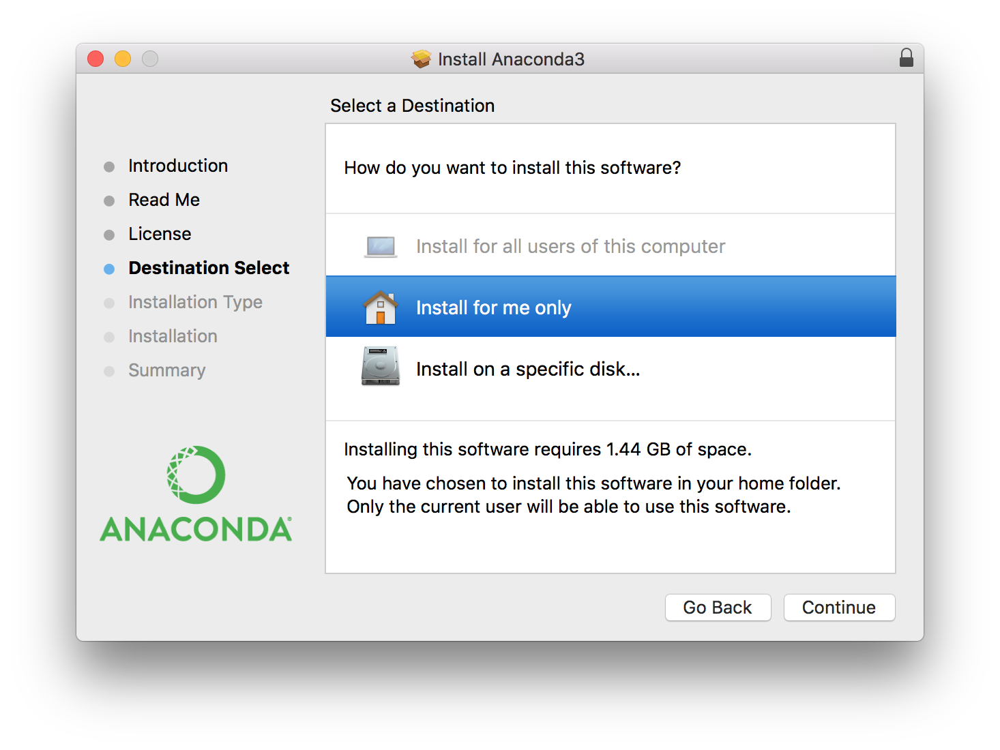 Install Anaconda3
Select a Destination
Introduction
Read Me
License
Destination Select
Installation Type
Installation
Summary
ANACONDA®
How do you want to install this software?
Install for all users of this computer
Install for me only
Install on a specific disk...
Installing this software requires 1.44 GB of space.
You have chosen to install this software in your home folder.
Only the current user will be able to use this software.
Go Back
Continue